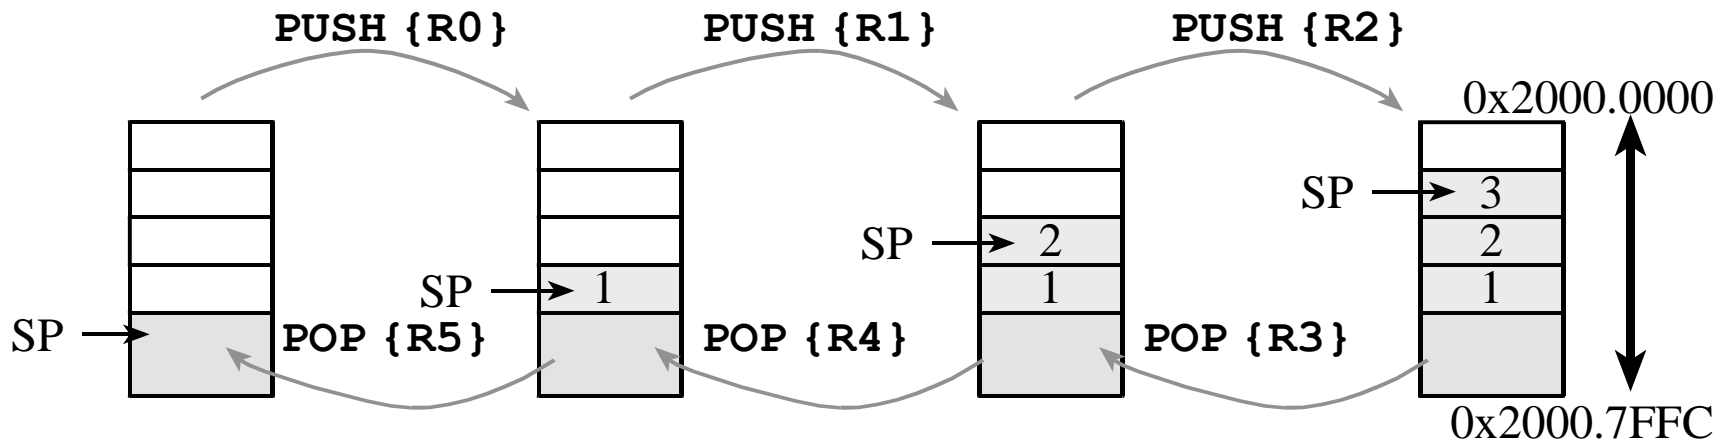 PUSH {R0}
PUSH {R1}
PUSH {R2}
0x2000.0000
SP
3
SP
2
2
SP
1
1
1
SP
POP {R5}
POP {R4}
POP {R3}
0x2000.7FFC